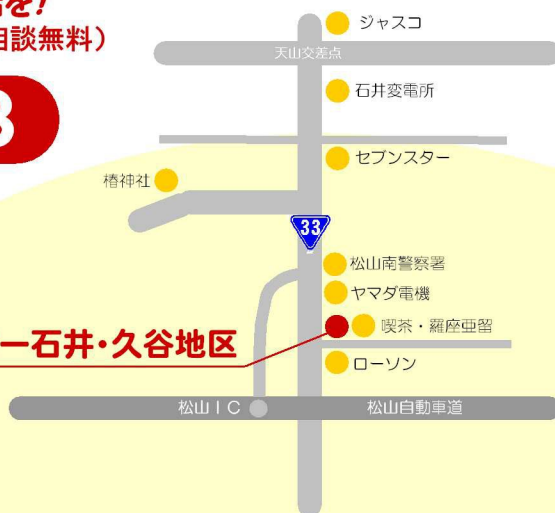 談無料）
ジャスコ
天山交差点
石井変電所
セブンスター
椿神社
33
松山南警察署
ヤマダ電機
喫茶・羅座亜留
ー石井・久谷地区
ローソン
松山IC
松山自動車道